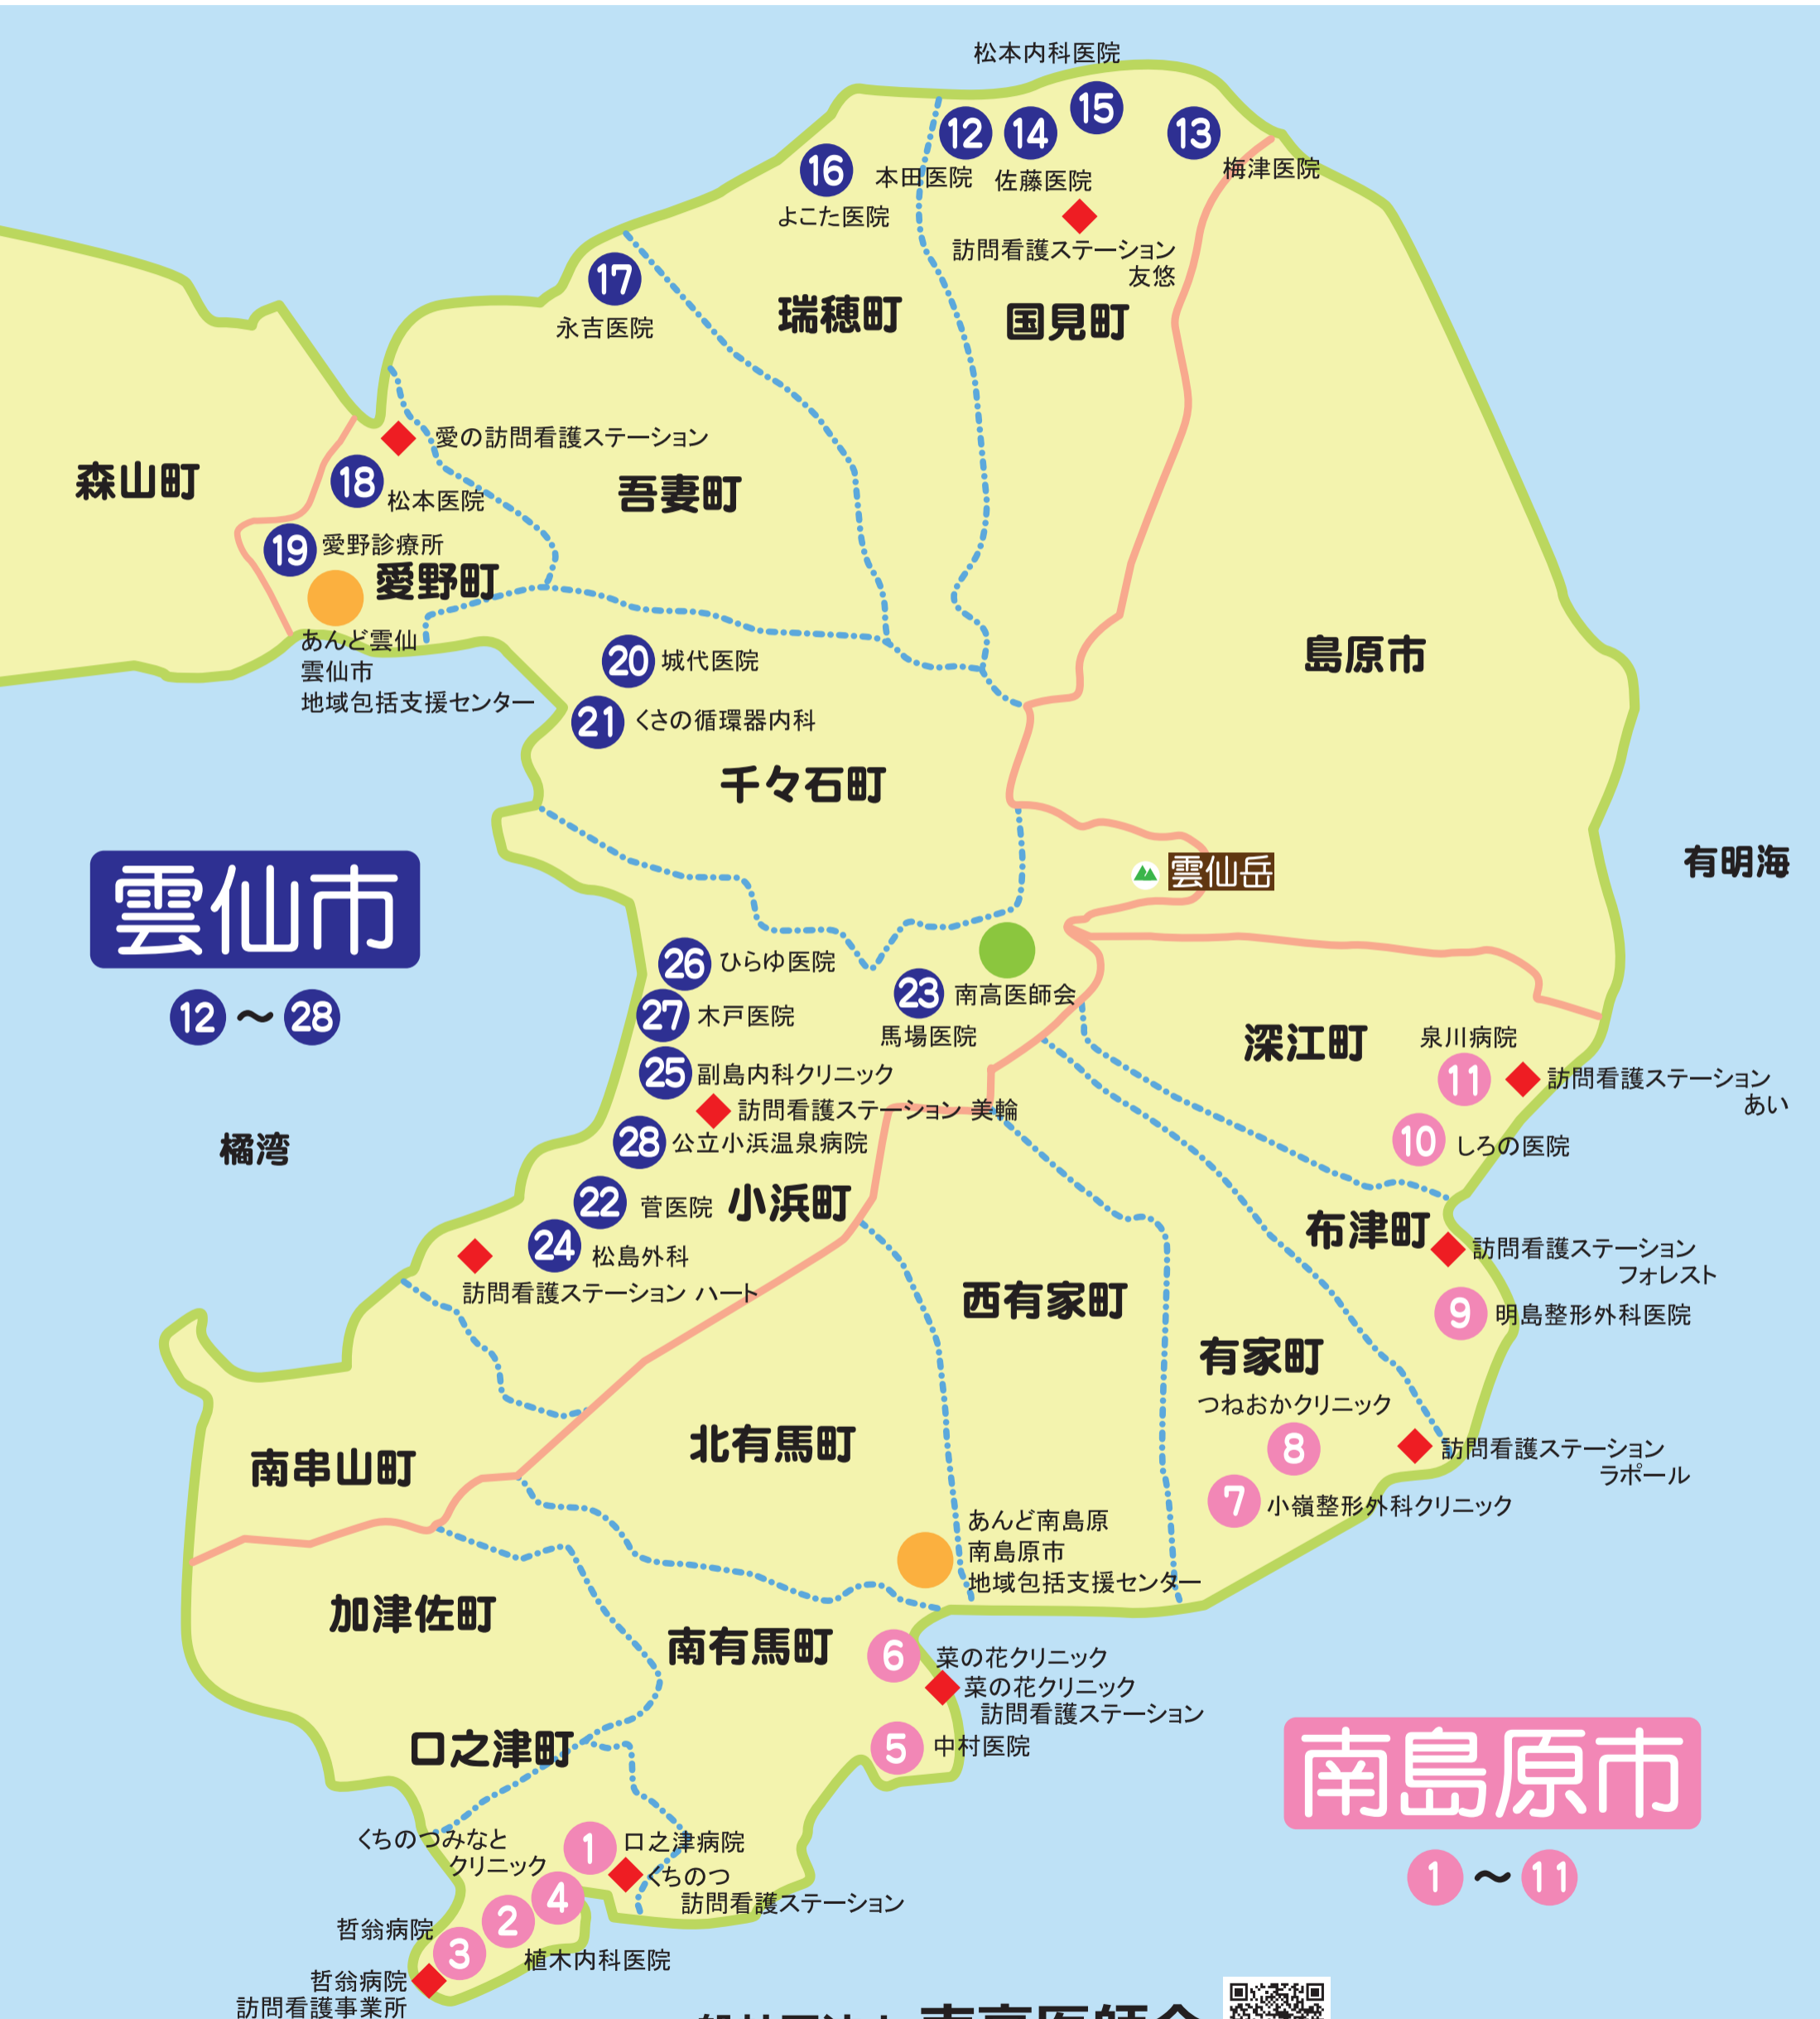 松本内科医院
15
12
14
13
16
本田医院
佐藤医院
梅津医院
よこた医院
訪問看護ステーション
友悠
17
永吉医院
瑞穂町
国見町
愛の訪問看護ステーション
森山町
18
松本医院
吾妻町
19
愛野診療所
愛野町
あんど雲仙
雲仙市
地域包括支援センター
20
城代医院
島原市
21
くさの循環器内科
千々石町
雲仙岳
有明海
雲仙市
12〜28
26
ひらゆ医院
27
木戸医院
23
南高医師会
馬場医院
深江町
泉川病院
11
訪問看護ステーション
あい
25
副島内科クリニック
訪問看護ステーション 美輪
10
しろの医院
橘湾
28
公立小浜温泉病院
22
菅医院
小浜町
24
松島外科
訪問看護ステーション ハート
布津町
訪問看護ステーション
フォレスト
9
明島整形外科医院
西有家町
有家町
つねおかクリニック
8
訪問看護ステーション
ラポール
7
小嶺整形外科クリニック
北有馬町
南串山町
あんど南島原
南島原市
地域包括支援センター
加津佐町
南有馬町
6
菜の花クリニック
菜の花クリニック
訪問看護ステーション
5
中村医院
口之津町
南島原市
1〜11
くちのつみなと
クリニック
1
口之津病院
くちのつ
訪問看護ステーション
4
2
哲翁病院
3
植木内科医院
哲翁病院
訪問看護事業所
南高医師会